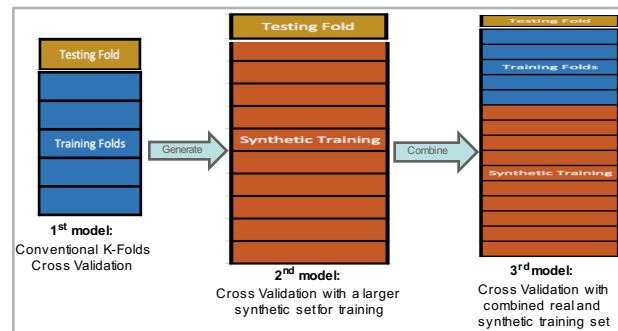 Testing Fold
Training Folds
1st model:
Conventional K-Folds
Cross Validation
Generate
Testing Fold
Synthetic Training
2nd model:
Cross Validation with a larger
synthetic set for training
Combine
Testing Fold
Training Folds
Synthetic Training
3rd model:
Cross Validation with
combined real and
synthetic training set